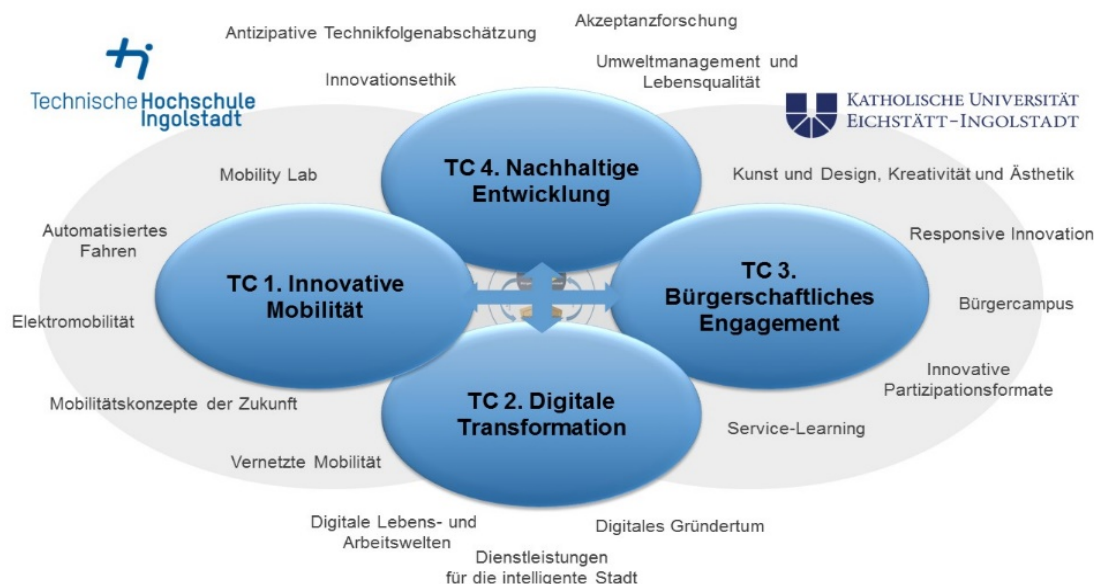 Akzeptanzforschung
Antizipative Technikfolgenabschätzung
Umweltmanagement und
Lebensqualität
Innovationsethik
Technische Hochschule
Ingolstadt
KATHOLISCHE UNIVERSITÄT
EICHSTÄTT-INGOLSTADT
TC 4. Nachhaltige
Entwicklung
Mobility Lab
Kunst und Design, Kreativität und Ästhetik
Automatisiertes
Fahren
Responsive Innovation
TC 1. Innovative
Mobilität
TC 3.
Bürgerschaftliches
Engagement
Elektromobilität
Bürgercampus
Innovative
Partizipationsformate
Mobilitätskonzepte der Zukunft
TC 2. Digitale
Transformation
Service-Learning
Vernetzte Mobilität
Digitale Lebens- und
Arbeitswelten
Digitales Gründertum
Dienstleistungen
für die intelligente Stadt